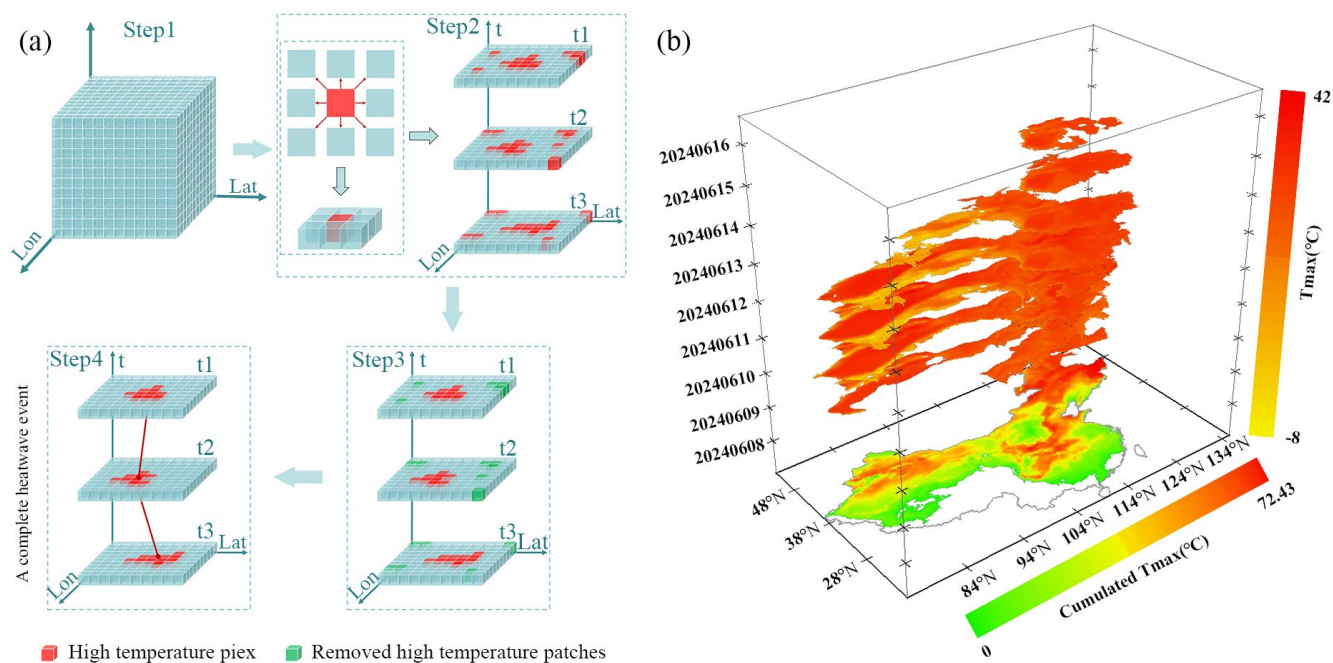 (a)
Step1
Lat
Lon
Step2
t
t1
t2
t3
Lat
Lon
Step4
t
t1
t2
t3
Lat
Lon
A complete heatwave event
Step3
t
t1
t2
t3
Lat
Lon
High temperature piex
Removed high temperature patches
(b)
20240616
20240615
20240614
20240613
20240612
20240611
20240610
20240609
20240608
48°N
38°N
28°N
84°N
94°N
104°N
114°N
124°N
134°N
42
Tmax(°C)
-8
72.43
Cumulated Tmax(°C)
0